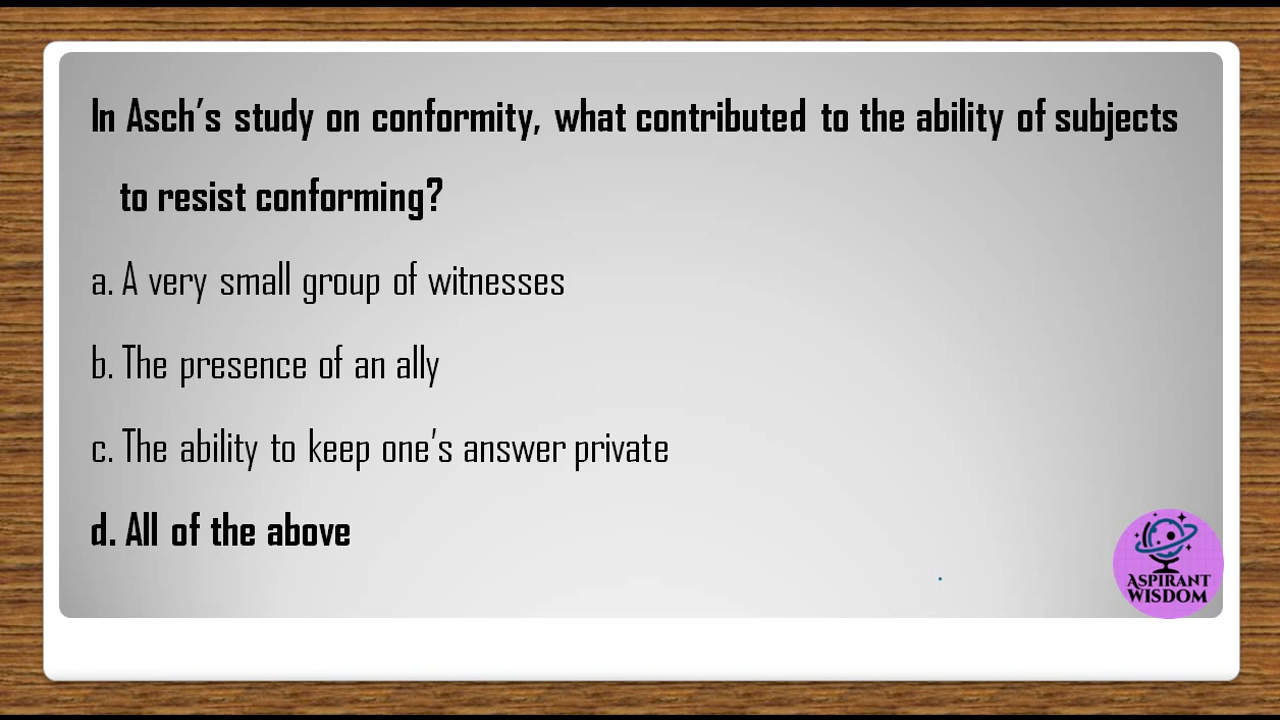 In Asch’s study on conformity, what contributed to the ability of subjects
to resist conforming?
a. A very small group of witnesses
b. The presence of an ally
c. The ability to keep one’s answer private
d. All of the above
ASPIRANT
WISDOM